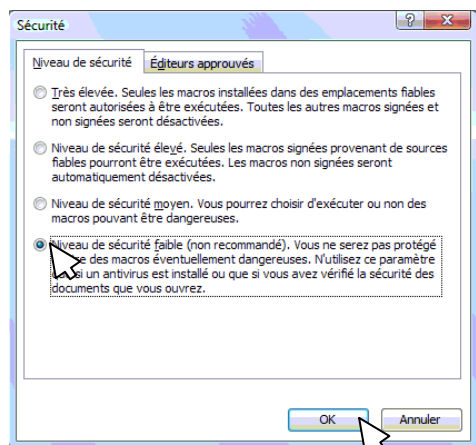 Sécurité
Niveau de sécurité Éditeurs approuvés
Très élevée. Seules les macros installées dans des emplacements fiables
seront autorisées à être exécutées. Toutes les autres macros signées et
non signées seront désactivées.
Niveau de sécurité élevé. Seules les macros signées provenant de sources
fiables pourront être exécutées. Les macros non signées seront
automatiquement désactivées.
Niveau de sécurité moyen. Vous pourrez choisir d'exécuter ou non des
macros pouvant être dangereuses.
Niveau de sécurité faible (non recommandé). Vous ne serez pas protégé
des macros éventuellement dangereuses. N'utilisez ce paramètre
si un antivirus est installé ou que si vous avez vérifié la sécurité des
documents que vous ouvrez.
OK Annuler